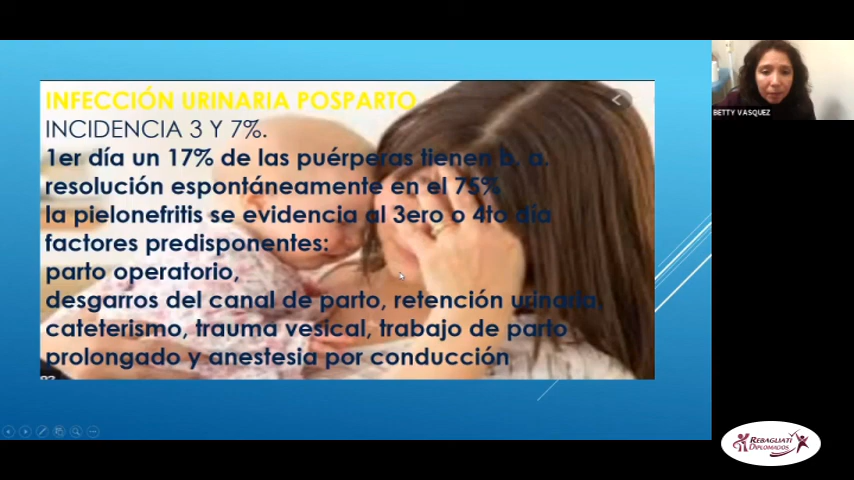 INFECCIÓN URINARIA POSPARTO
INCIDENCIA 3 Y 7%.
1er día un 17% de las puérperas tienen b. a.
resolución espontáneamente en el 75%
la pielonefritis se evidencia al 3ero o 4to día
factores predisponentes:
parto operatorio,
desgarros del canal de parto, retención urinaria,
cateterismo, trauma vesical, trabajo de parto
prolongado y anestesia por conducción
BETTY VASQUEZ
REBAGLIATI
DIPLOMADOS